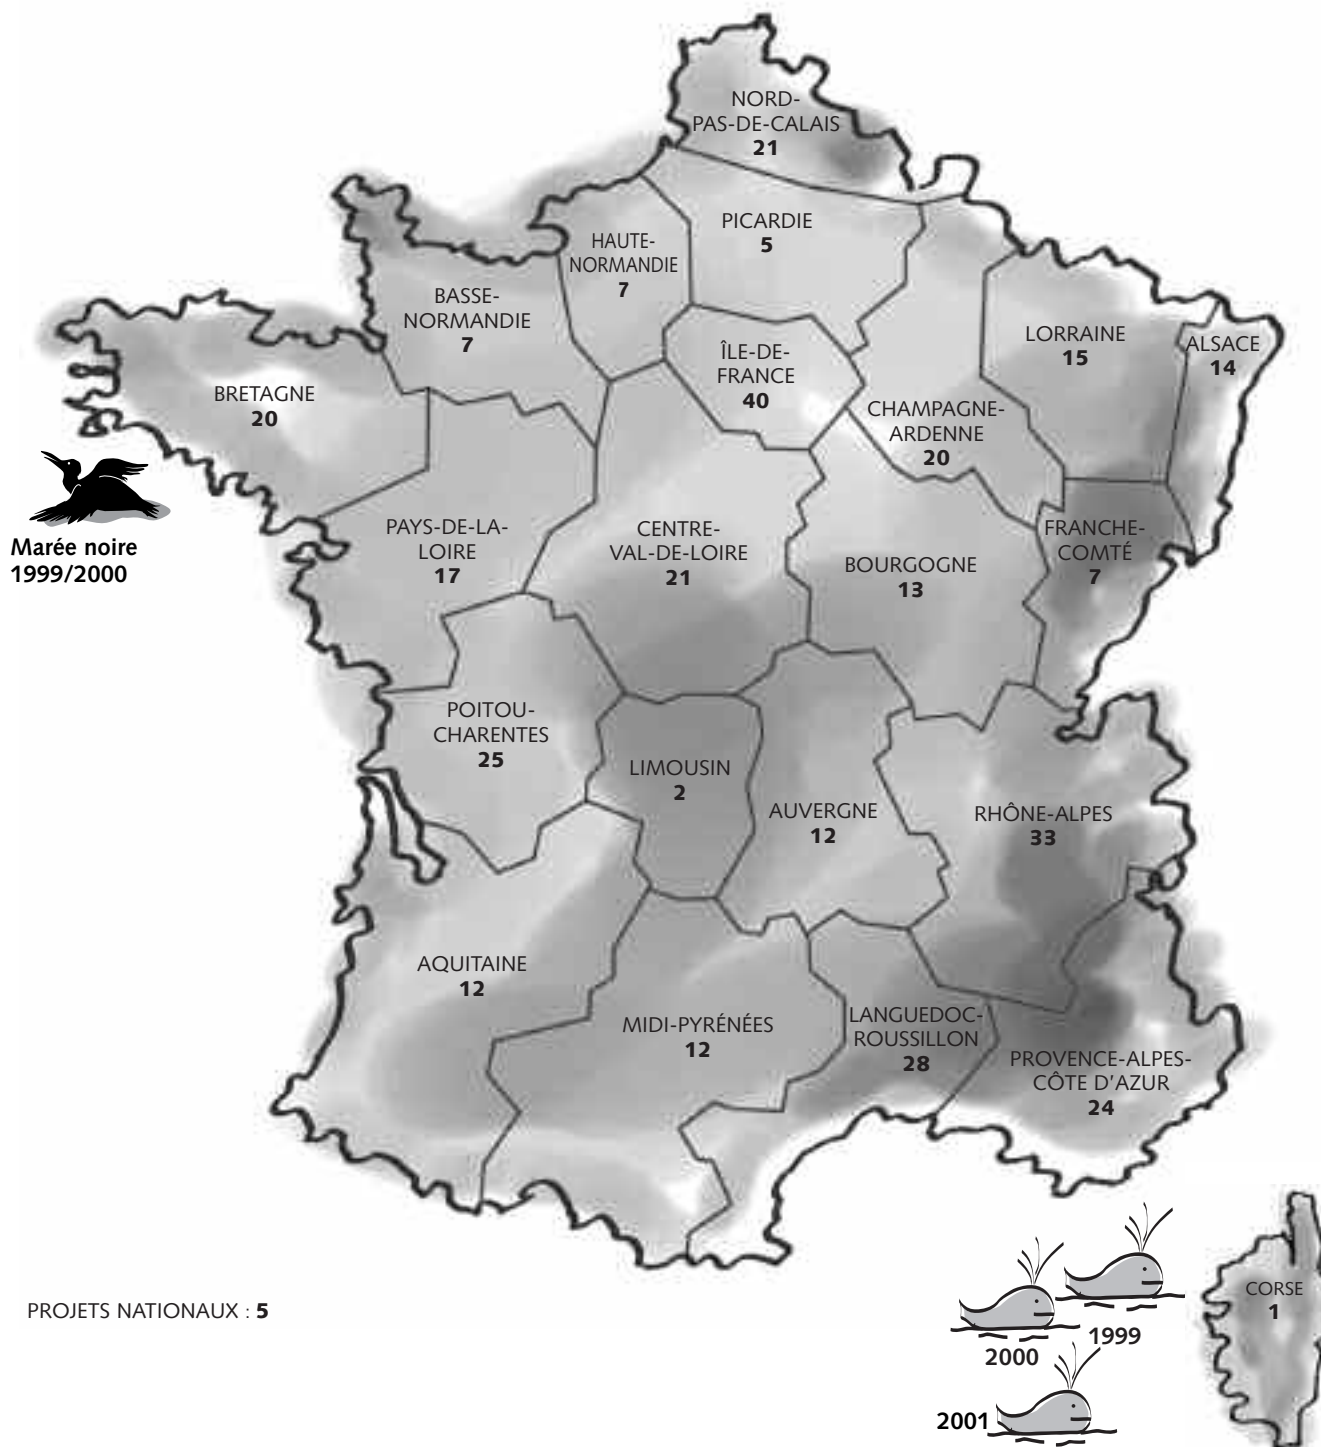 NORD-
PAS-DE-CALAIS
21
PICARDIE
5
HAUTE-
NORMANDIE
7
BASSE-
NORMANDIE
7
ÎLE-DE-
FRANCE
40
LORRAINE
15
ALSACE
14
CHAMPAGNE-
ARDENNE
20
BRETAGNE
20
Marée noire
1999/2000
PAYS-DE-LA-
LOIRE
17
CENTRE-
VAL-DE-LOIRE
21
BOURGOGNE
13
FRANCHE-
COMTÉ
7
POITOU-
CHARENTES
25
LIMOUSIN
2
AUVERGNE
12
RHÔNE-ALPES
33
AQUITAINE
12
MIDI-PYRÉNÉES
12
LANGUEDOC-
ROUSSILLON
28
PROVENCE-ALPES-
CÔTE D'AZUR
24
CORSE
1
PROJETS NATIONAUX : 5
1999
2000
2001